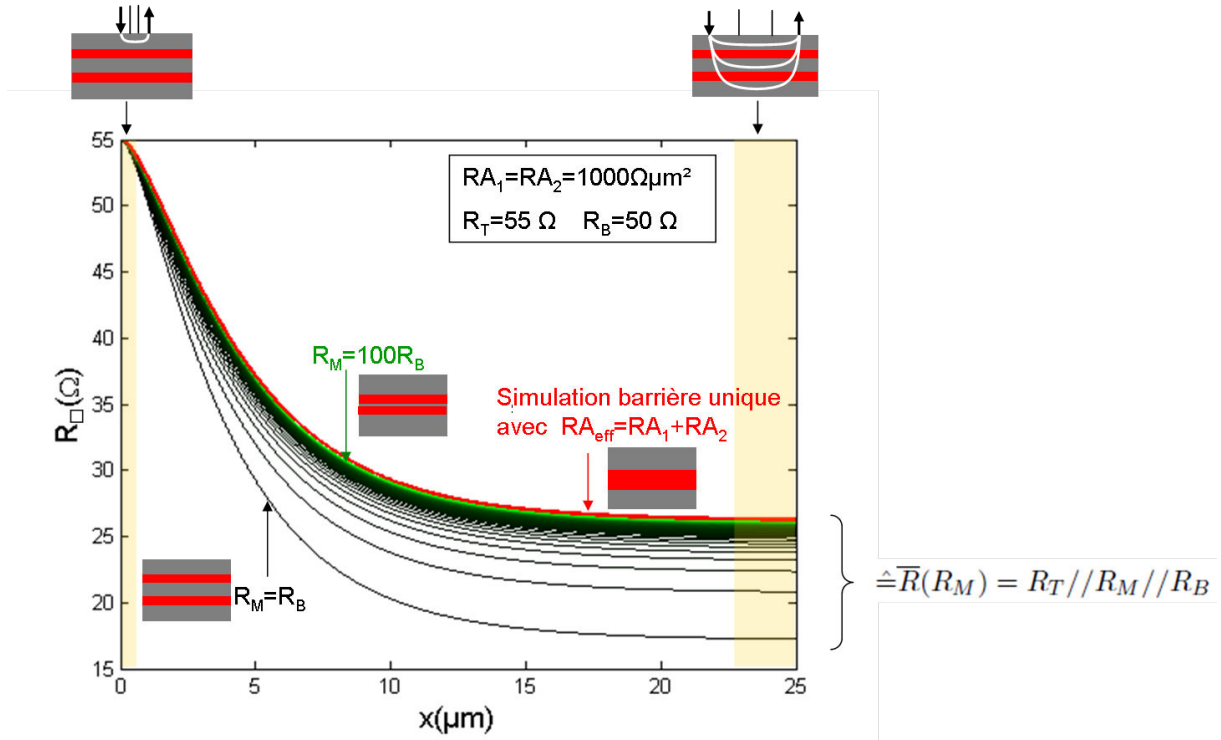 RA₁=RA₂=1000Ωµm²
R_T=55 Ω R_B=50 Ω
R_M=100R_B
Simulation barrière unique
avec RA_eff=RA₁+RA₂
R_M=R_B
≙R̅(R_M) = R_T//R_M//R_B
R□(Ω)
55
50
45
40
35
30
25
20
15
0
5
10
15
20
25
x(µm)